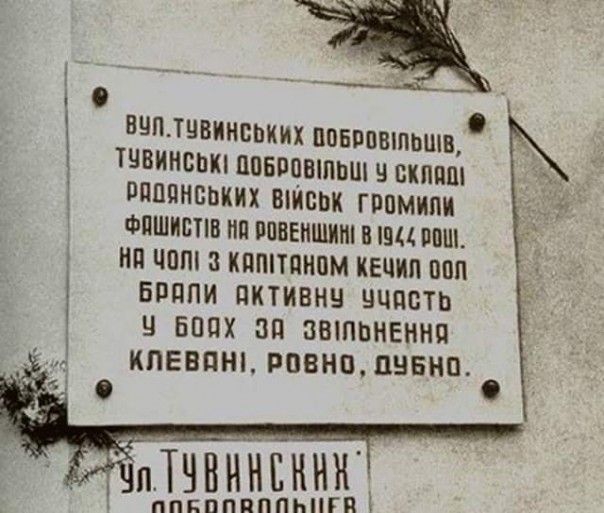 ВУЛ. ТУВИНСЬКИХ ДОБРОВІЛЬЦІВ,
ТУВИНСЬКІ ДОБРОВІЛЬЦІ У СКЛАДІ
РАДЯНСЬКИХ ВІЙСЬК ГРОМИЛИ
ФАШИСТІВ НА РОВЕНЩИНІ В 1944 РОЦІ.
НА ЧОЛІ З КАПІТАНОМ КЕЧИЛ ООЛ
БРАЛИ АКТИВНУ УЧАСТЬ
У БОЯХ ЗА ЗВІЛЬНЕННЯ
КЛЕВАНІ, РОВНО, ДУБНО.
УЛ. ТУВИНСКИХ
ДОБРОВОЛЬЦЕВ